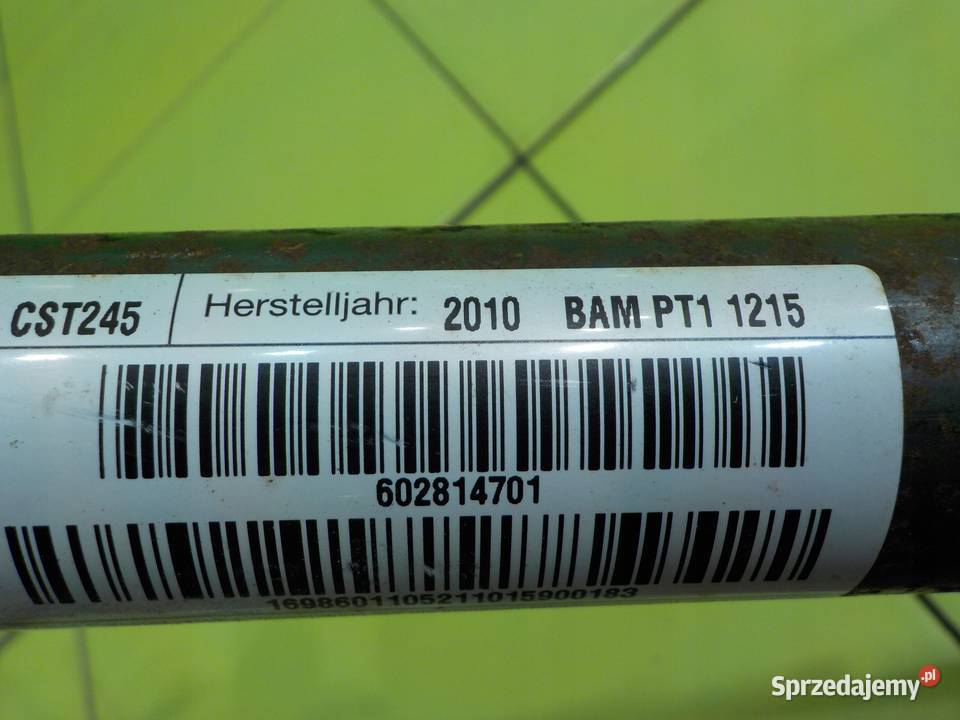 CST245 Herstelljahr: 2010 BAM PT1 1215
602814701
1698601105211015900183
Sprzedajemy.pl